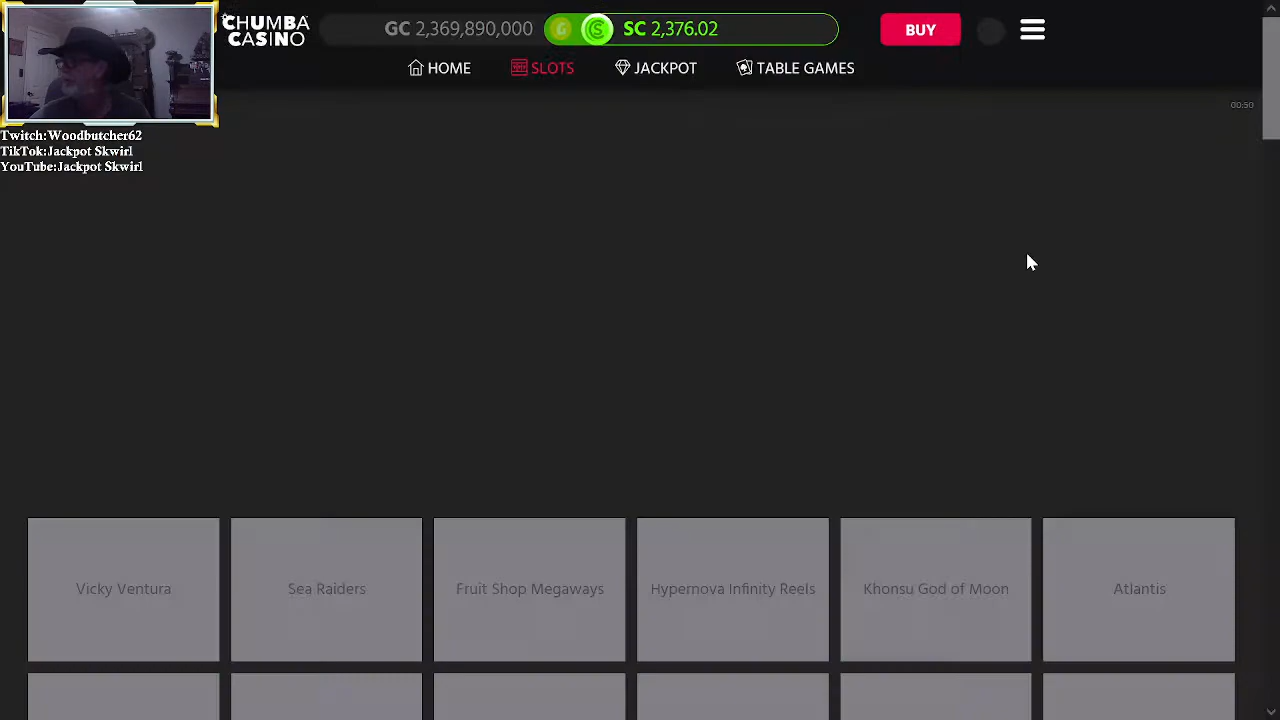 CHUMBA
CASINO
GC 2,369,890,000
SC 2,376.02
BUY
HOME
SLOTS
JACKPOT
TABLE GAMES
00:50
Twitch:Woodbutcher62
TikTok:Jackpot Skwirl
YouTube:Jackpot Skwirl
Vicky Ventura
Sea Raiders
Fruit Shop Megaways
Hypernova Infinity Reels
Khonsu God of Moon
Atlantis